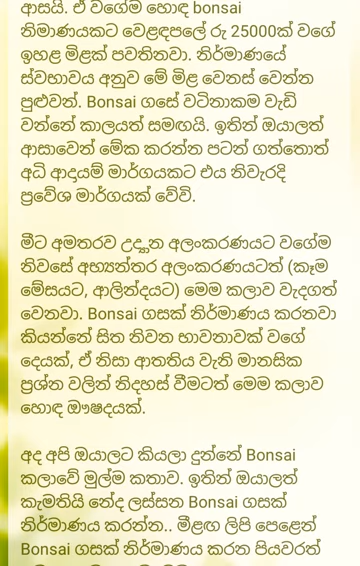 ආසයි. ඒ වගේම හොඳ bonsai
නිමාණයකට වෙළඳපලේ රු 25000ක් වගේ
ඉහළ මිළක් පවතිනවා. නිර්මාණයේ
ස්වභාවය අනුව මේ මිළ වෙනස් වෙන්න
පුළුවන්. Bonsai ගසේ වටිනාකම වැඩි
වන්නේ කාලයත් සමඟයි. ඉතින් ඔයාලත්
ආසාවෙන් මේක කරන්න පටන් ගත්තොත්
අධි ආදායම් මාර්ගයකට එය නිවැරදි
ප්‍රවේශ මාර්ගයක් වේවි.
මීට අමතරව උද්‍යාන අලංකරණයට වගේම
නිවසේ අභ්‍යන්තර අලංකරණයටත් (කෑම
මේසයට, ආලින්දයට) මෙම කලාව වැදගත්
වෙනවා. Bonsai ගසක් නිර්මාණය කරනවා
කියන්නේ සිත නිවන භාවනාවක් වගේ
දෙයක්, ඒ නිසා ආතතිය වැනි මානසික
ප්‍රශ්න වලින් නිදහස් වීමටත් මෙම කලාව
හොඳ ඖෂදයක්.
අද අපි ඔයාලට කියලා දුන්නේ Bonsai
කලාවේ මුල්ම කතාව. ඉතින් ඔයාලත්
කැමතියි නේද ලස්සන Bonsai ගසක්
නිර්මාණය කරන්න.. මීළඟ ලිපි පෙළෙන්
Bonsai ගසක් නිර්මාණය කරන පියවරත්